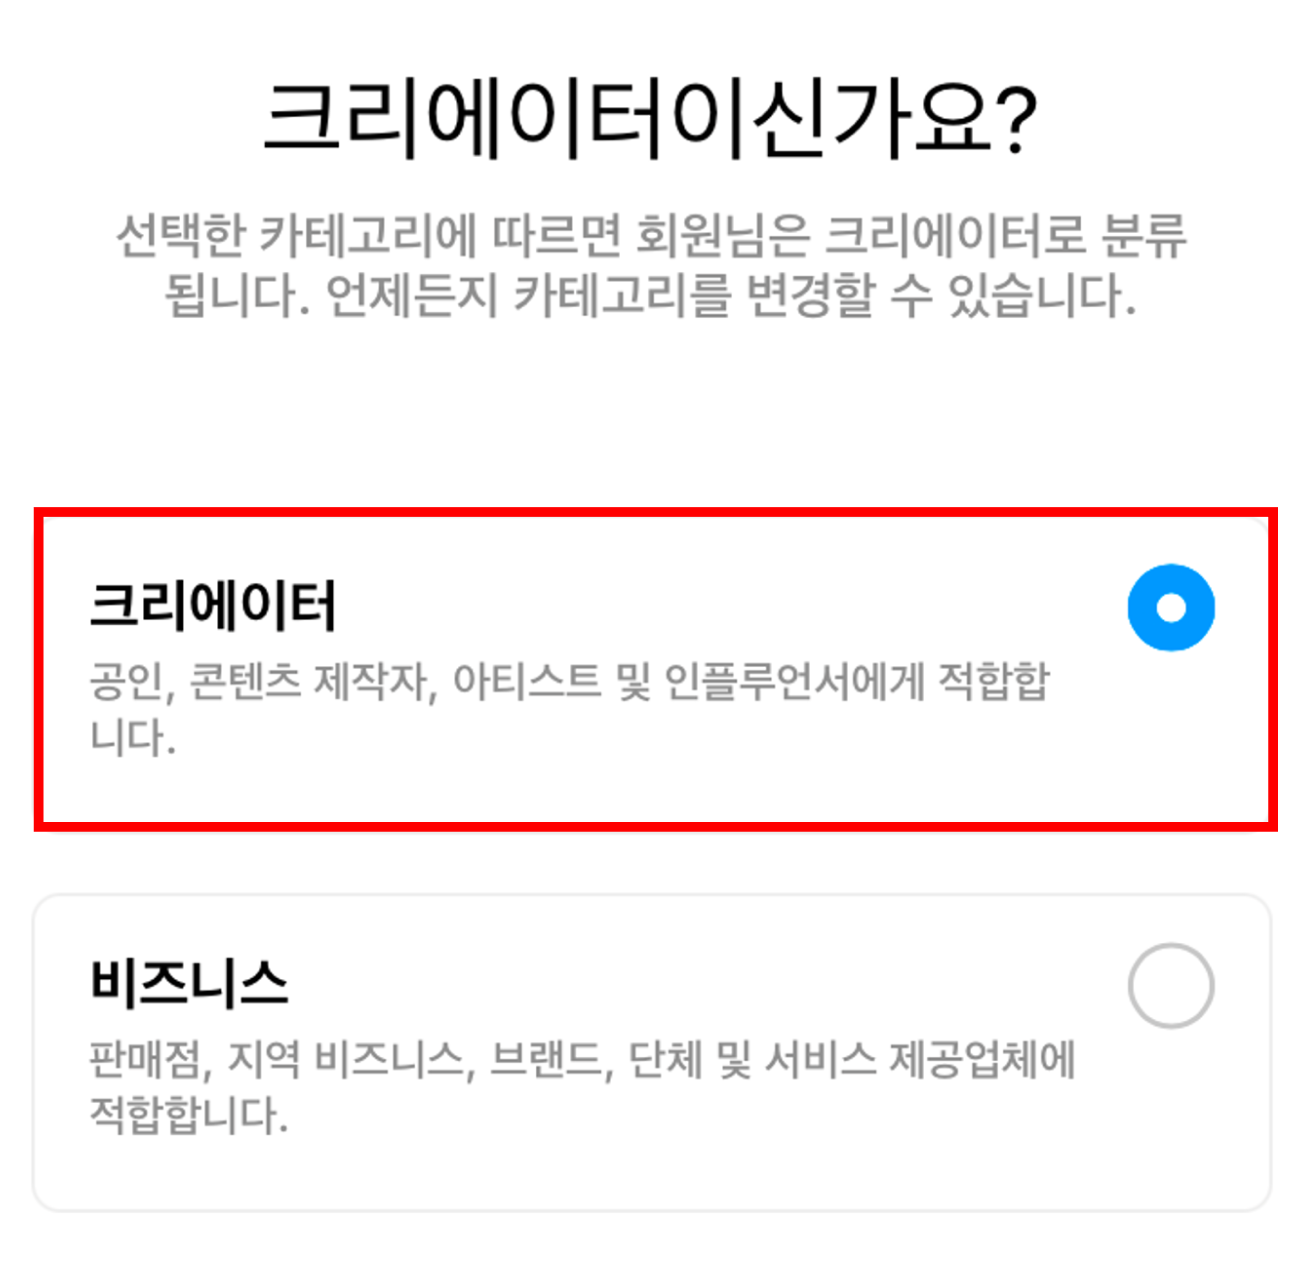 크리에이터이신가요?
선택한 카테고리에 따르면 회원님은 크리에이터로 분류
됩니다. 언제든지 카테고리를 변경할 수 있습니다.
크리에이터
공인, 콘텐츠 제작자, 아티스트 및 인플루언서에게 적합합
니다.
비즈니스
판매점, 지역 비즈니스, 브랜드, 단체 및 서비스 제공업체에
적합합니다.